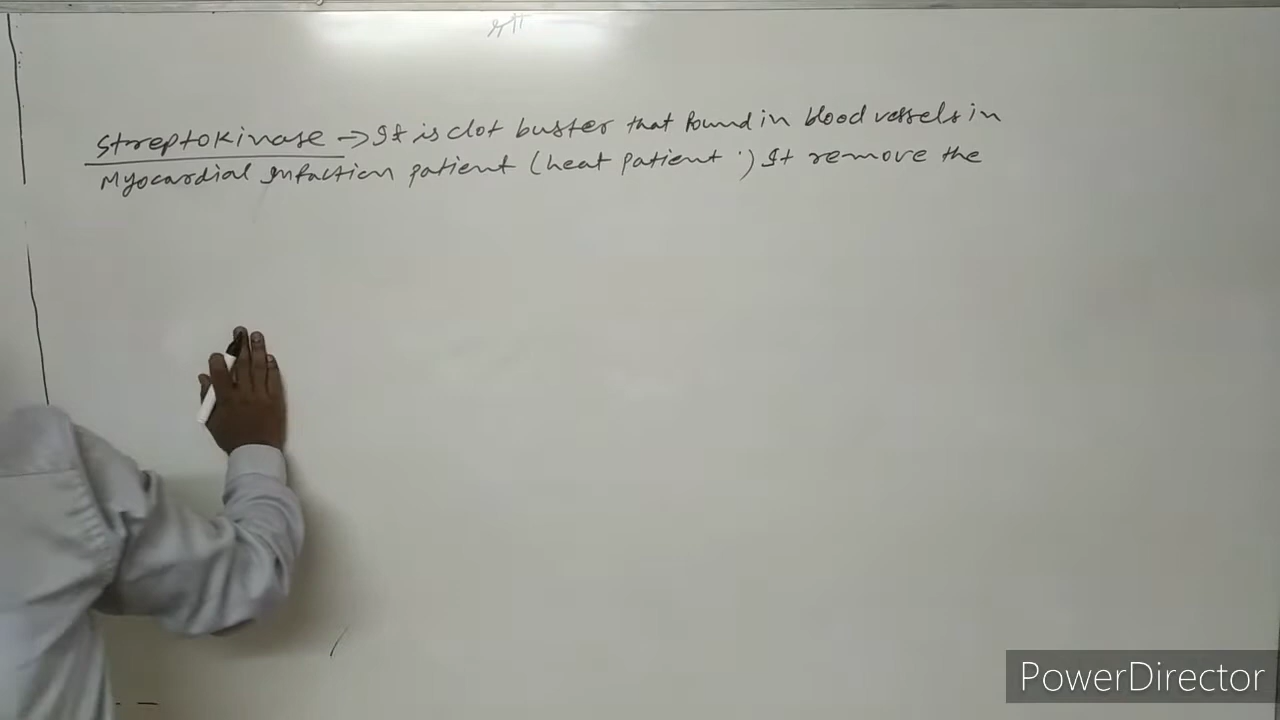 Streptokinase → It is clot buster that found in blood vessels in
Myocardial Infaction patient (heat patient ) It remove the
PowerDirector